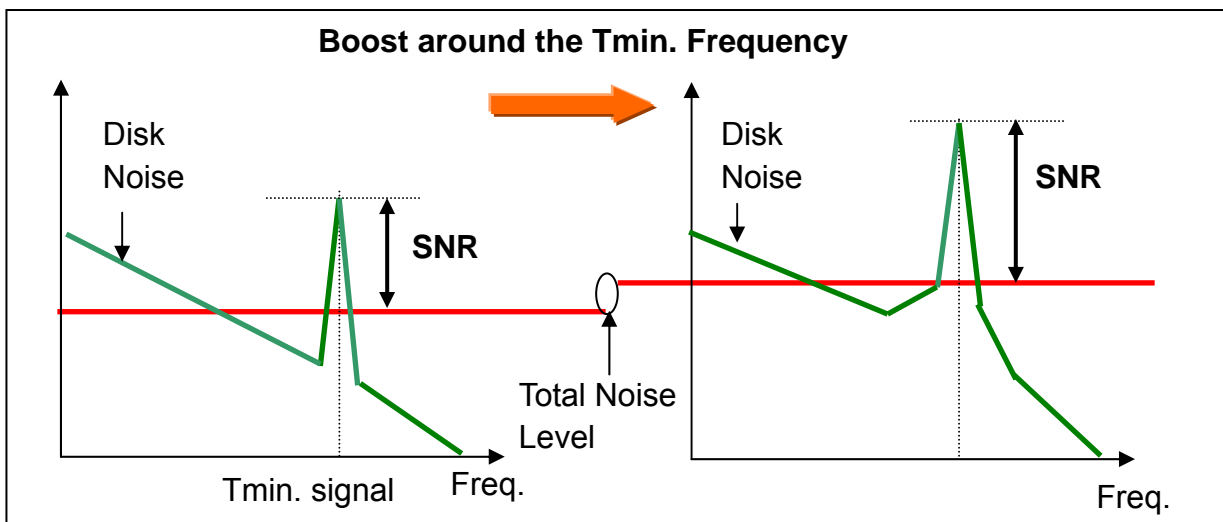 Boost around the Tmin. Frequency
Disk
Noise
SNR
Tmin. signal
Freq.
Total Noise
Level
Disk
Noise
SNR
Freq.